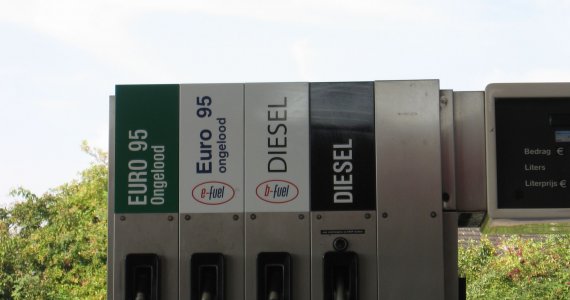 EURO 95
Ongelood
Euro 95
ongelood
e-fuel
DIESEL
b-fuel
DIESEL
Bedrag €
Liters
Literprijs €